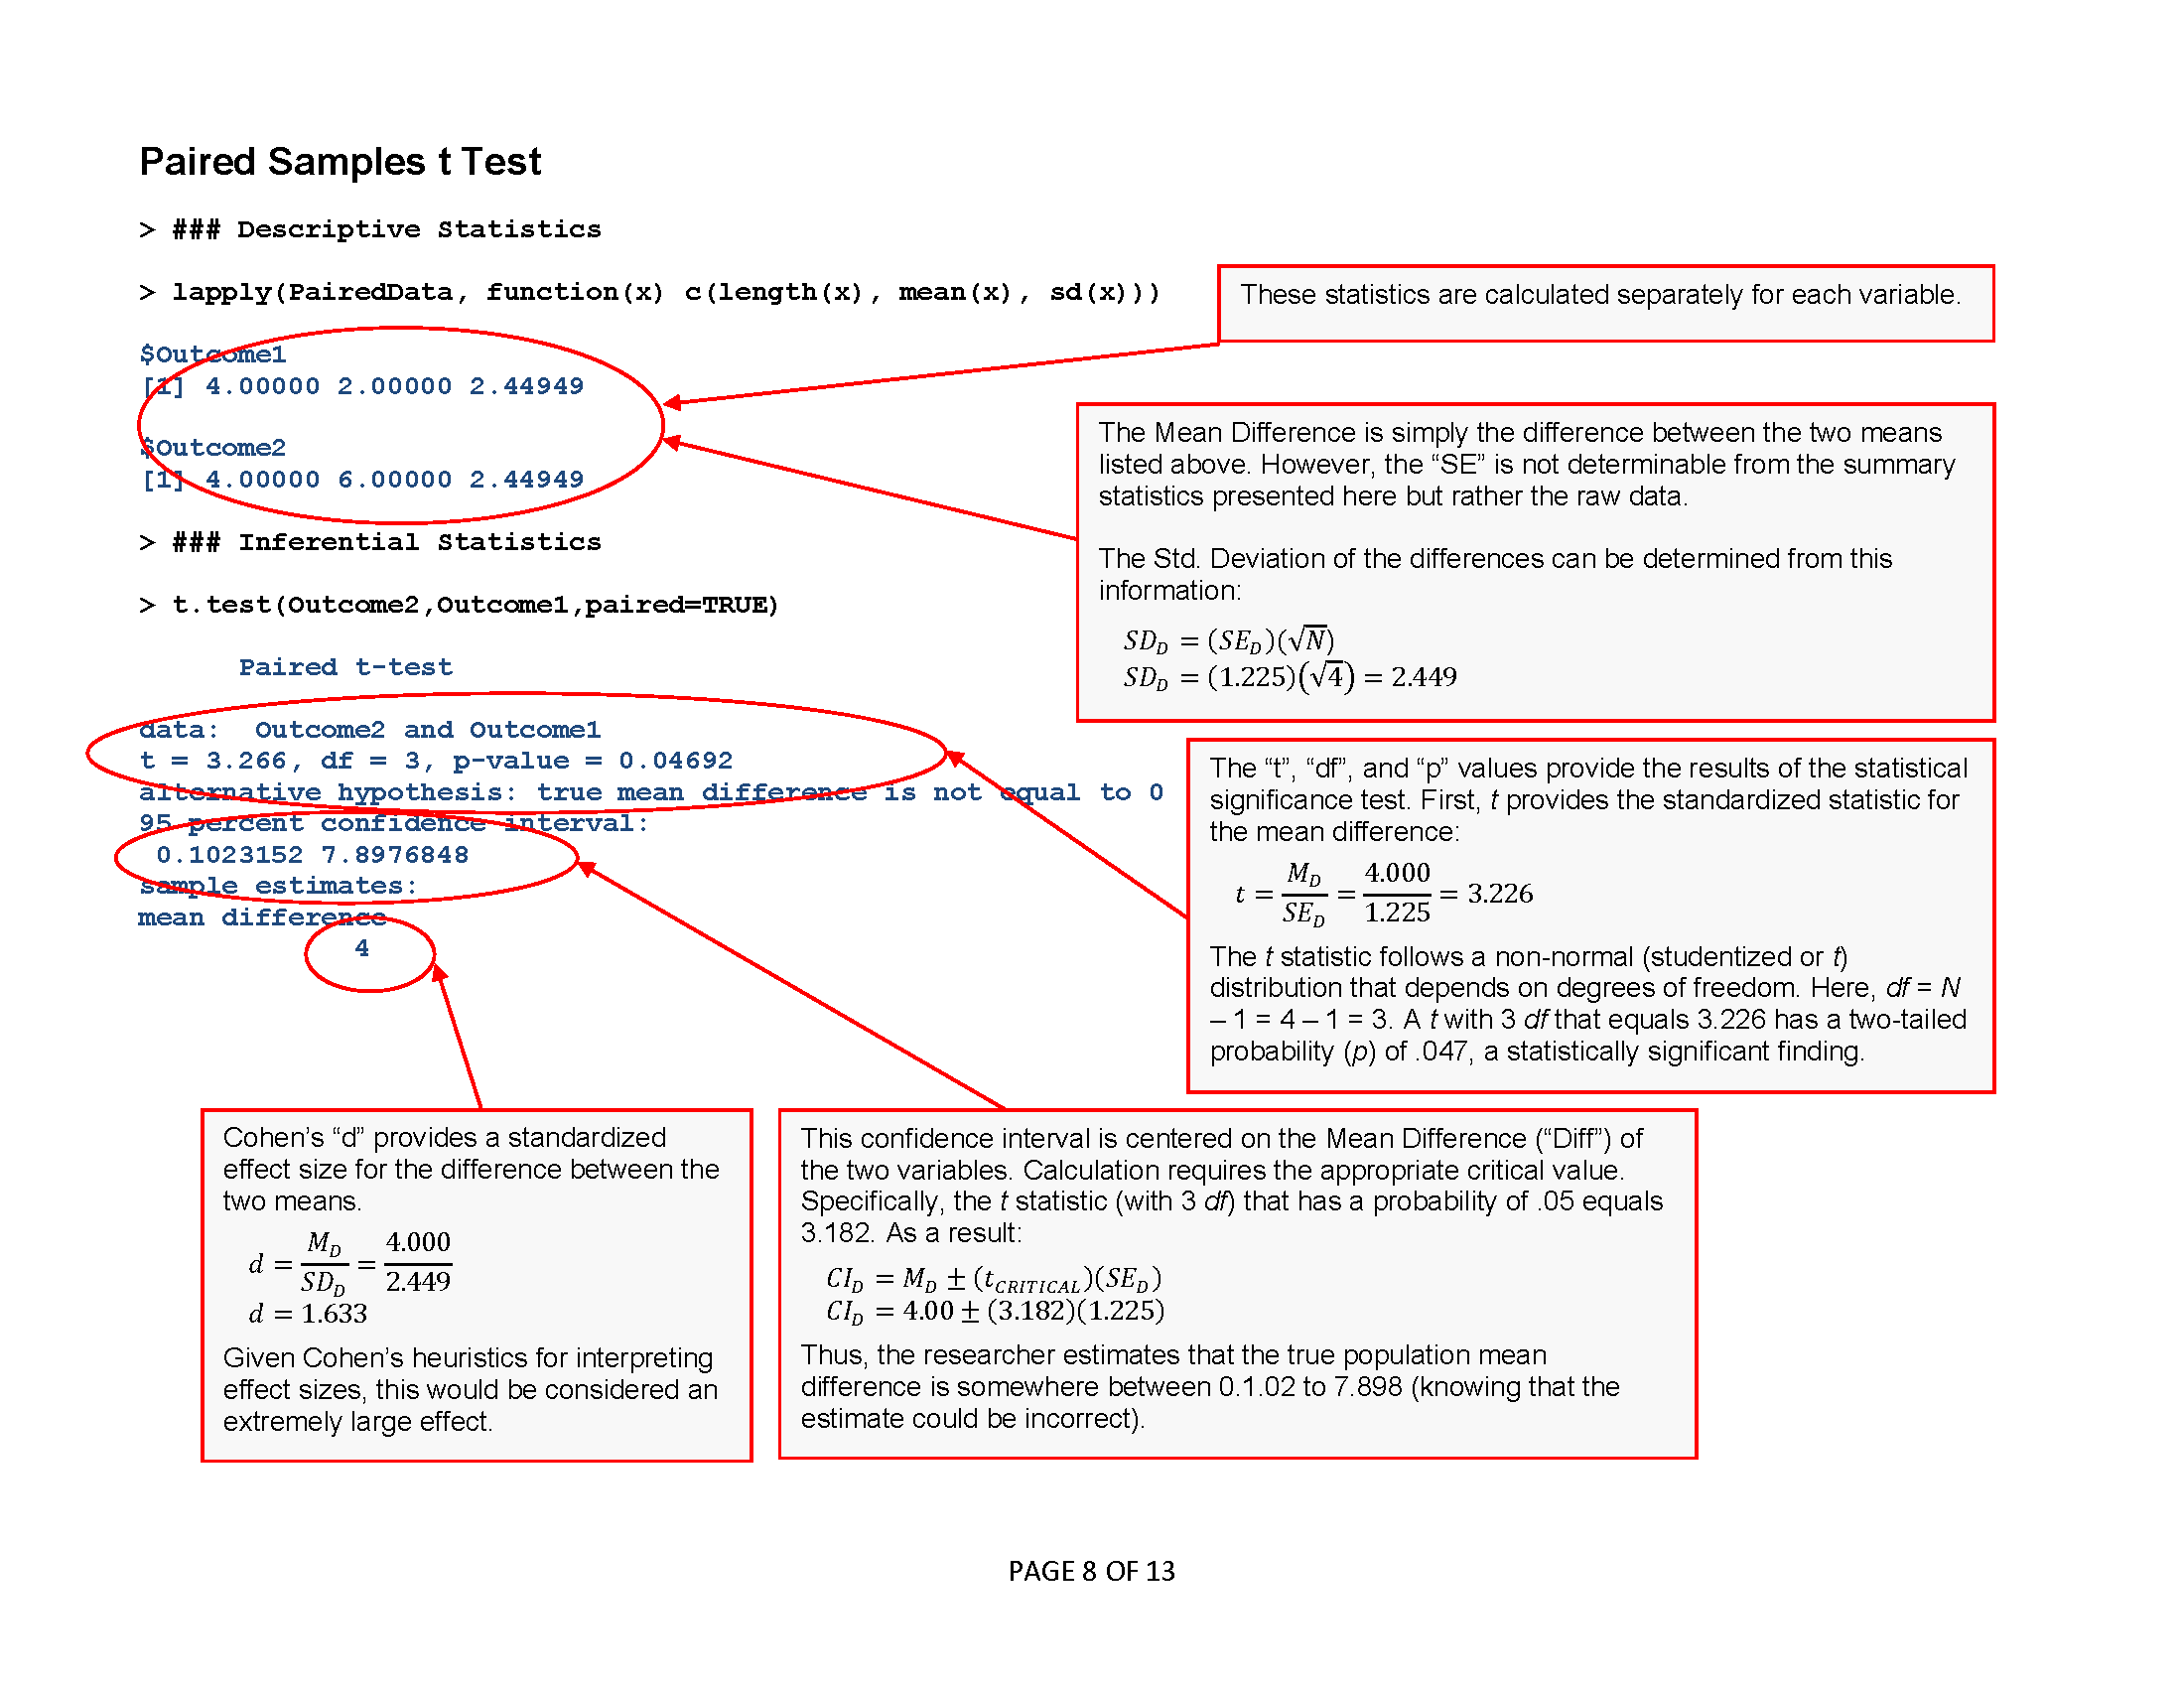 Paired Samples t Test
> ### Descriptive Statistics
> lapply(PairedData, function(x) c(length(x), mean(x), sd(x)))
$Outcome1
[1] 4.00000 2.00000 2.44949
$Outcome2
[1] 4.00000 6.00000 2.44949
> ### Inferential Statistics
> t.test(Outcome2,Outcome1,paired=TRUE)
Paired t-test
data:  Outcome2 and Outcome1
t = 3.266, df = 3, p-value = 0.04692
alternative hypothesis: true mean difference is not equal to 0
95 percent confidence interval:
0.1023152 7.8976848
sample estimates:
mean difference
4
These statistics are calculated separately for each variable.
The Mean Difference is simply the difference between the two means
listed above. However, the “SE” is not determinable from the summary
statistics presented here but rather the raw data.
The Std. Deviation of the differences can be determined from this
information:
SD_D = (SE_D)(√N)
SD_D = (1.225)(√4) = 2.449
The “t”, “df”, and “p” values provide the results of the statistical
significance test. First, t provides the standardized statistic for
the mean difference:
t = M_D / SE_D = 4.000 / 1.225 = 3.226
The t statistic follows a non-normal (studentized or t)
distribution that depends on degrees of freedom. Here, df = N
– 1 = 4 – 1 = 3. A t with 3 df that equals 3.226 has a two-tailed
probability (p) of .047, a statistically significant finding.
Cohen’s “d” provides a standardized
effect size for the difference between the
two means.
d = M_D / SD_D = 4.000 / 2.449
d = 1.633
Given Cohen’s heuristics for interpreting
effect sizes, this would be considered an
extremely large effect.
This confidence interval is centered on the Mean Difference (“Diff”) of
the two variables. Calculation requires the appropriate critical value.
Specifically, the t statistic (with 3 df) that has a probability of .05 equals
3.182. As a result:
CI_D = M_D ± (t_CRITICAL)(SE_D)
CI_D = 4.00 ± (3.182)(1.225)
Thus, the researcher estimates that the true population mean
difference is somewhere between 0.1.02 to 7.898 (knowing that the
estimate could be incorrect).
PAGE 8 OF 13